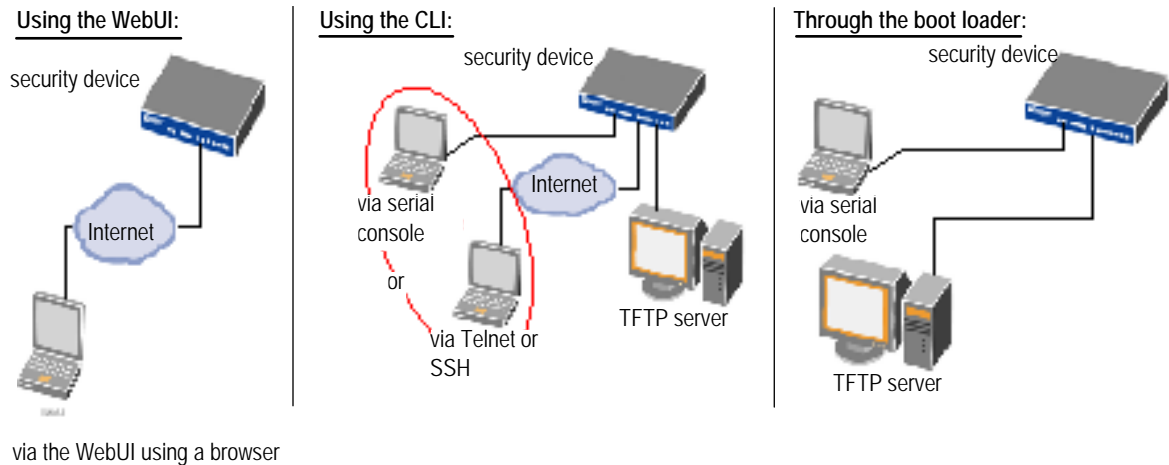 Using the WebUI:
security device
Internet
via the WebUI using a browser
Using the CLI:
security device
Internet
via serial
console
or
via Telnet or
SSH
TFTP server
Through the boot loader:
security device
via serial
console
TFTP server